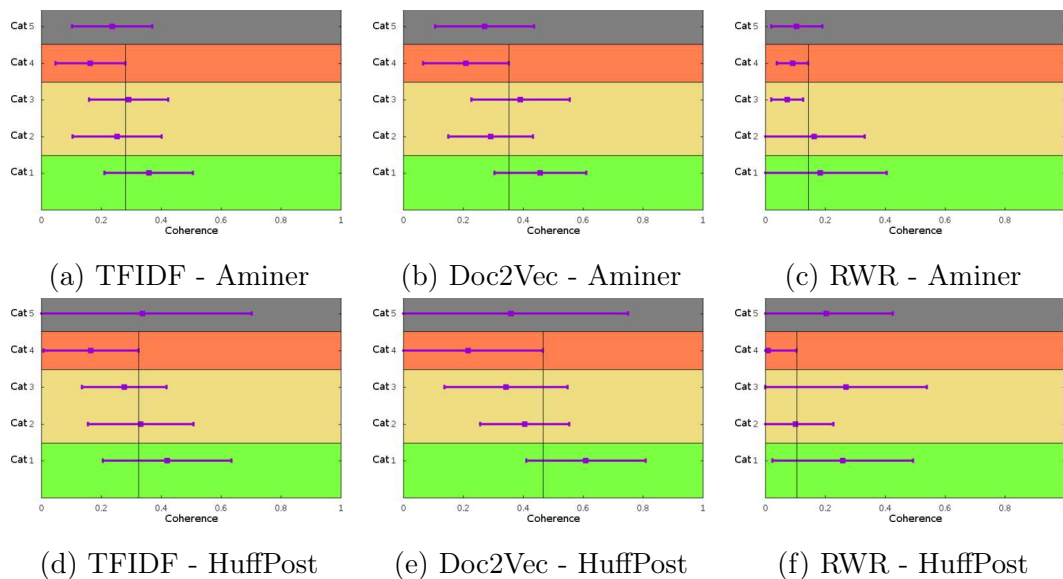 Cat 5
Cat 4
Cat 3
Cat 2
Cat 1
0 0.2 0.4 0.6 0.8 1
Coherence
(a) TFIDF - Aminer
Cat 5
Cat 4
Cat 3
Cat 2
Cat 1
0 0.2 0.4 0.6 0.8 1
Coherence
(b) Doc2Vec - Aminer
Cat 5
Cat 4
Cat 3
Cat 2
Cat 1
0 0.2 0.4 0.6 0.8 1
Coherence
(c) RWR - Aminer
Cat 5
Cat 4
Cat 3
Cat 2
Cat 1
0 0.2 0.4 0.6 0.8 1
Coherence
(d) TFIDF - HuffPost
Cat 5
Cat 4
Cat 3
Cat 2
Cat 1
0 0.2 0.4 0.6 0.8 1
Coherence
(e) Doc2Vec - HuffPost
Cat 5
Cat 4
Cat 3
Cat 2
Cat 1
0 0.2 0.4 0.6 0.8 1
Coherence
(f) RWR - HuffPost